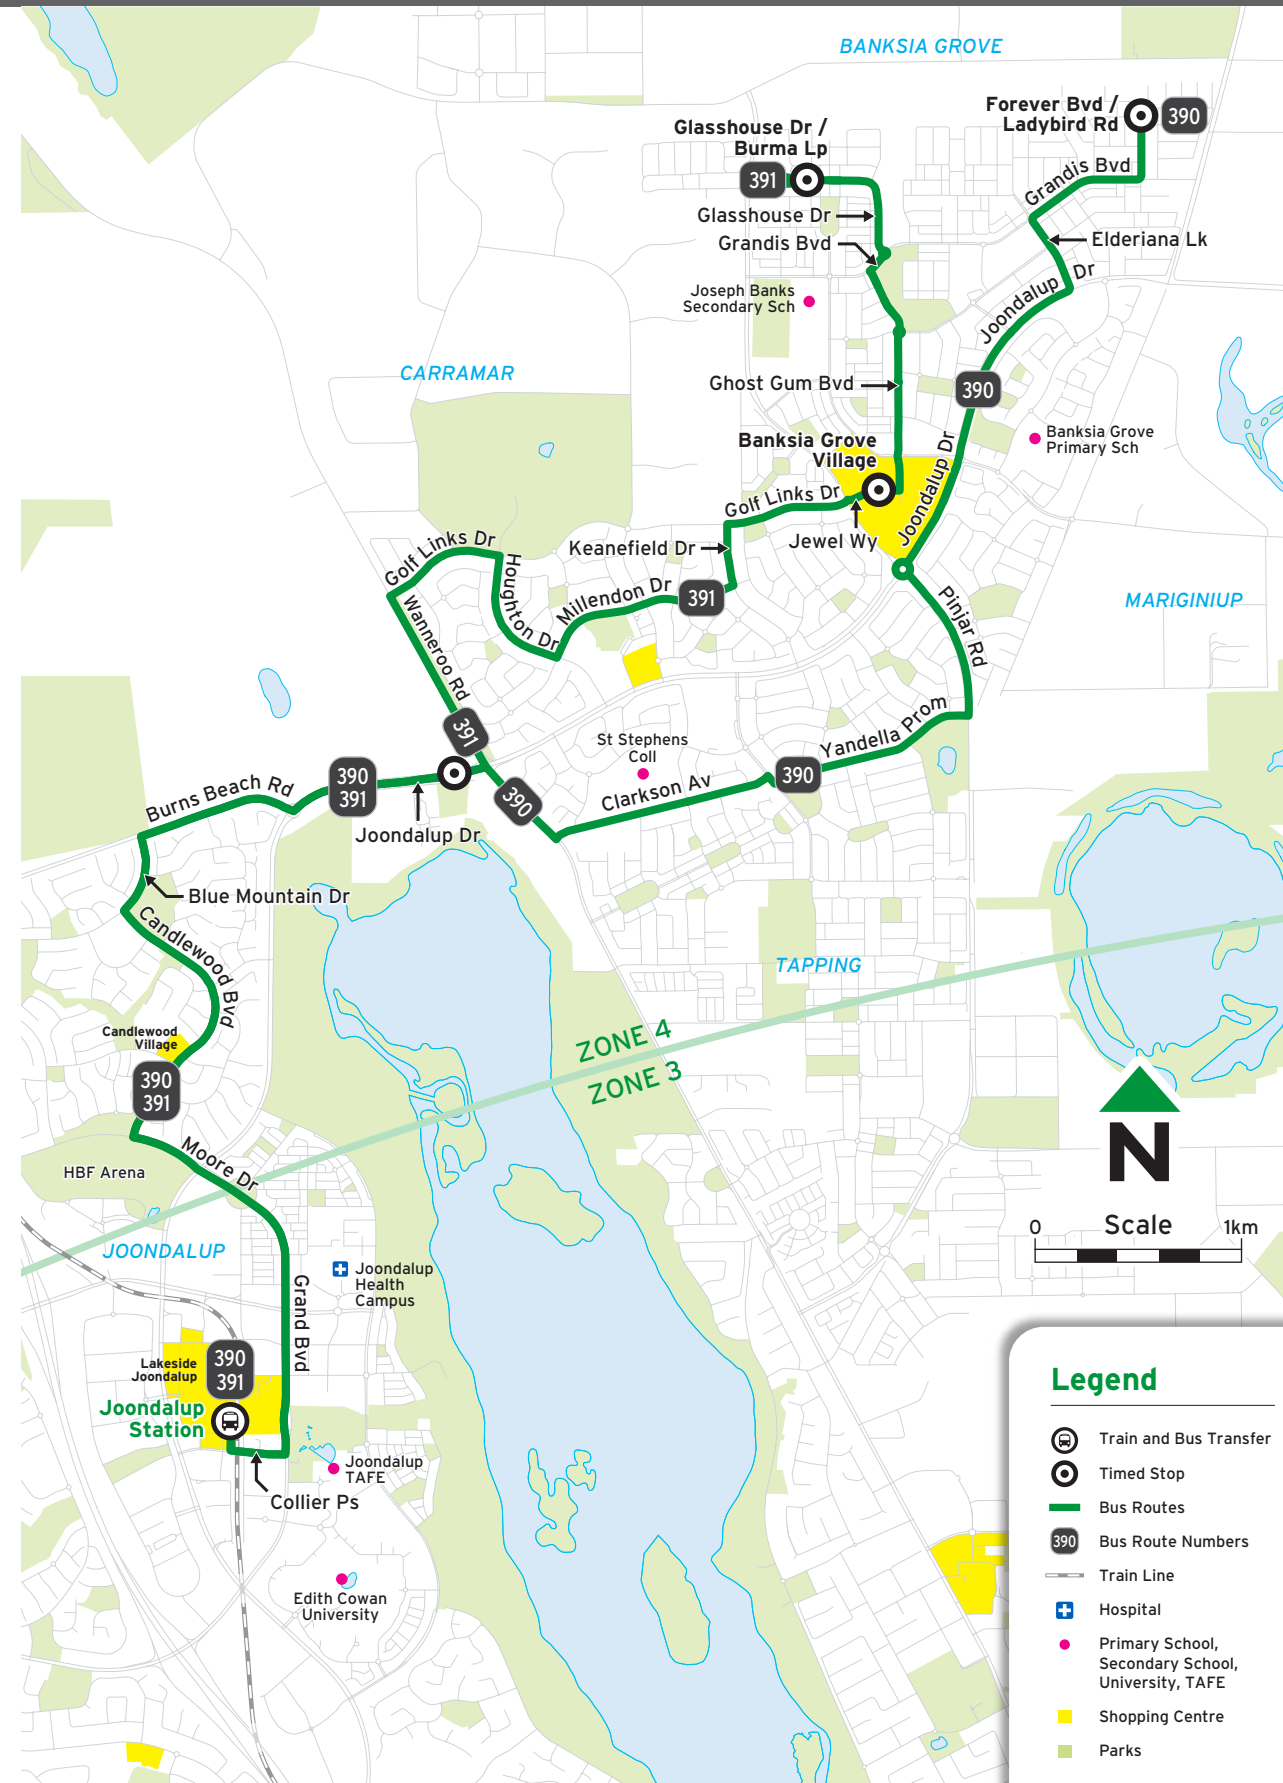 BANKSIA GROVE
Forever Bvd /
Ladybird Rd
390
Glasshouse Dr /
Burma Lp
391
Grandis Bvd
Glasshouse Dr
Grandis Bvd
Elderiana Lk
Joondalup Dr
Joseph Banks
Secondary Sch
CARRAMAR
Ghost Gum Bvd
390
Banksia Grove
Primary Sch
Banksia Grove
Village
Joondalup Dr
Golf Links Dr
Jewel Wy
Keanefield Dr
Golf Links Dr
Houghton Dr
Millendon Dr
391
Pinjar Rd
MARIGINIUP
Wanneroo Rd
391
Yandella Prom
St Stephens
Coll
390
Clarkson Av
390
390
391
Burns Beach Rd
Joondalup Dr
Blue Mountain Dr
Candlewood Bvd
TAPPING
Candlewood
Village
ZONE 4
ZONE 3
390
391
Moore Dr
HBF Arena
N
JOONDALUP
0
Scale
1km
Joondalup
Health
Campus
Grand Bvd
Lakeside
Joondalup
390
391
Joondalup
Station
Joondalup
TAFE
Collier Ps
Edith Cowan
University
Legend
Train and Bus Transfer
Timed Stop
Bus Routes
390
Bus Route Numbers
Train Line
Hospital
Primary School,
Secondary School,
University, TAFE
Shopping Centre
Parks